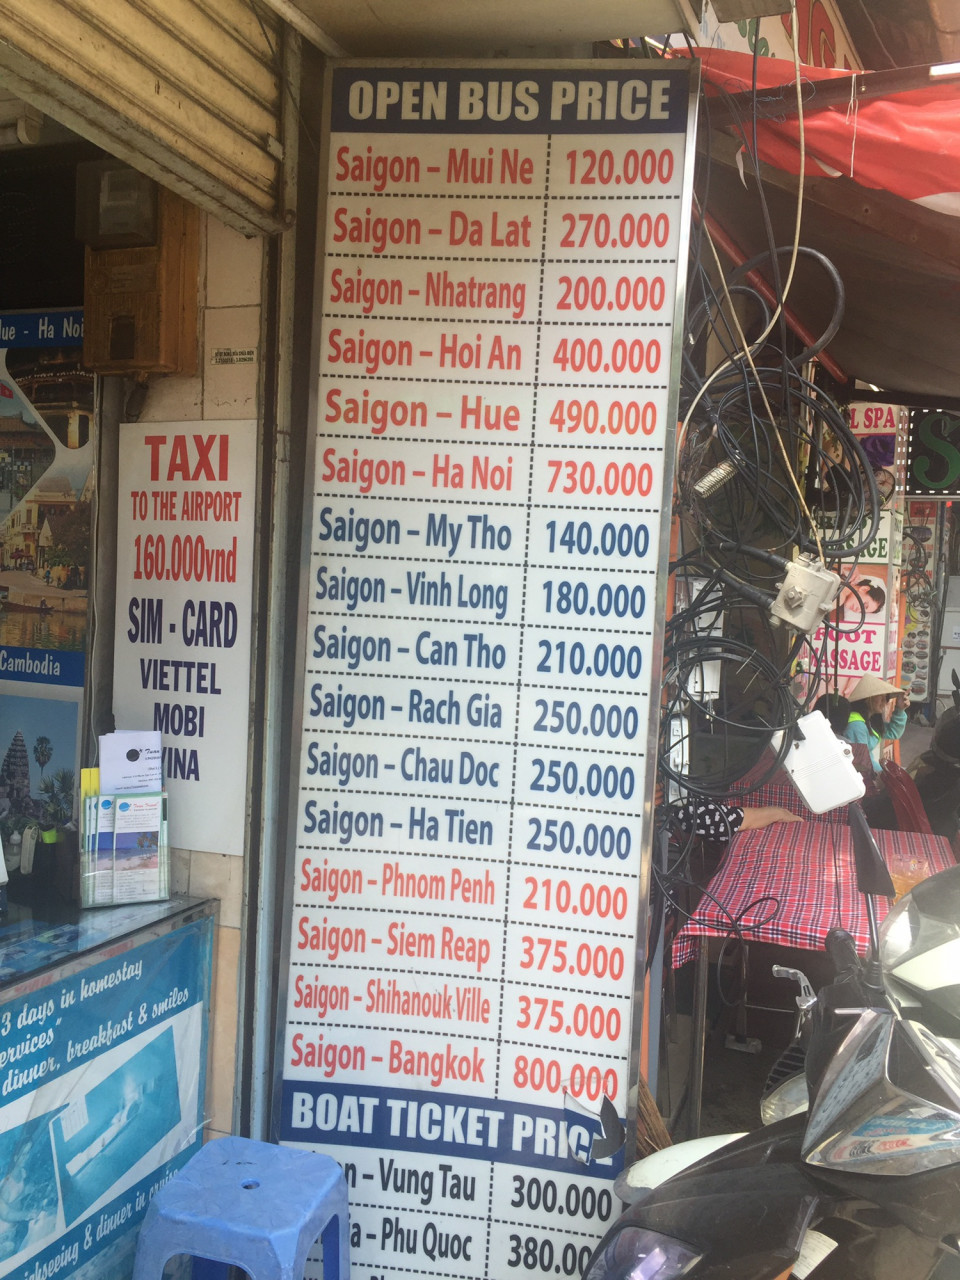 OPEN BUS PRICE
Saigon – Mui Ne 120.000
Saigon – Da Lat 270.000
Saigon – Nhatrang 200.000
Saigon – Hoi An 400.000
Saigon – Hue 490.000
Saigon – Ha Noi 730.000
Saigon – My Tho 140.000
Saigon – Vinh Long 180.000
Saigon – Can Tho 210.000
Saigon – Rach Gia 250.000
Saigon – Chau Doc 250.000
Saigon – Ha Tien 250.000
Saigon – Phnom Penh 210.000
Saigon – Siem Reap 375.000
Saigon – Shihanouk Ville 375.000
Saigon – Bangkok 800.000
BOAT TICKET PRICE
– Vung Tau 300.000
– Phu Quoc 380.00
TAXI
TO THE AIRPORT
160.000vnd
SIM - CARD
VIETTEL
MOBI
VINA
- Ha Noi
Cambodia
3 days in homestay
dinner, breakfast & smiles
& dinner in
SPA
FOOT
MASSAGE